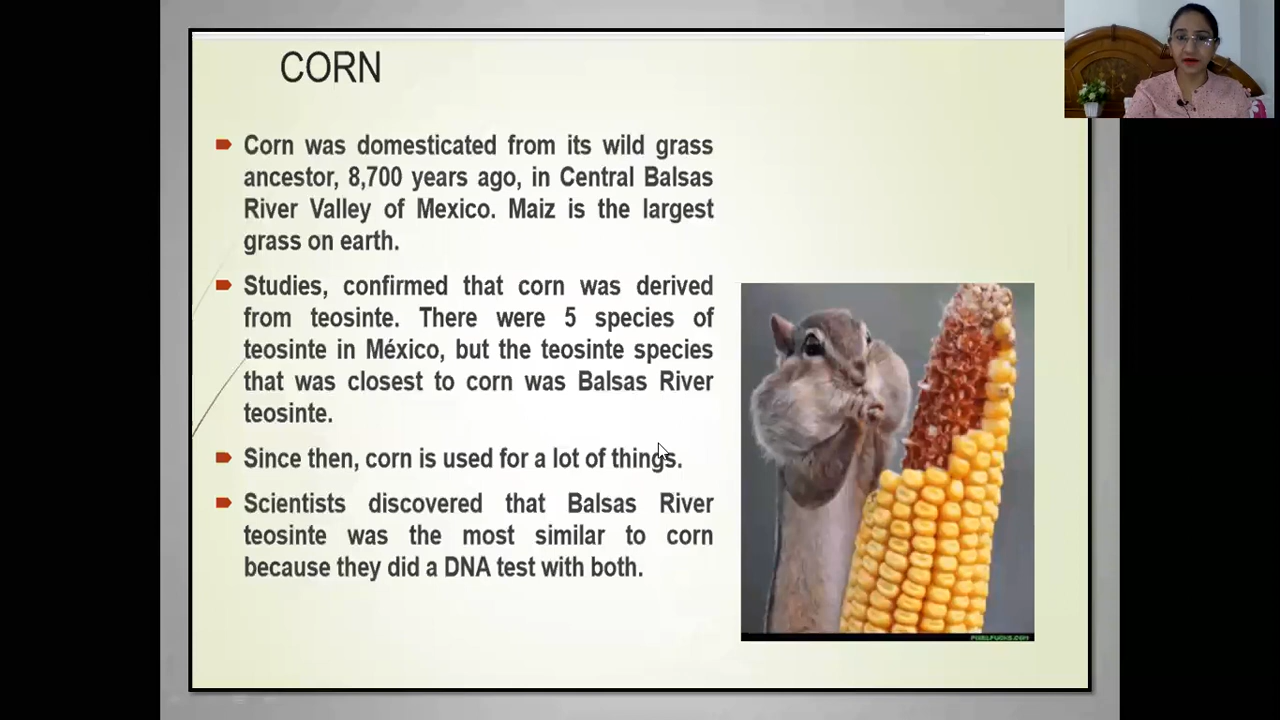 CORN
Corn was domesticated from its wild grass
ancestor, 8,700 years ago, in Central Balsas
River Valley of Mexico. Maiz is the largest
grass on earth.
Studies, confirmed that corn was derived
from teosinte. There were 5 species of
teosinte in México, but the teosinte species
that was closest to corn was Balsas River
teosinte.
Since then, corn is used for a lot of things.
Scientists discovered that Balsas River
teosinte was the most similar to corn
because they did a DNA test with both.